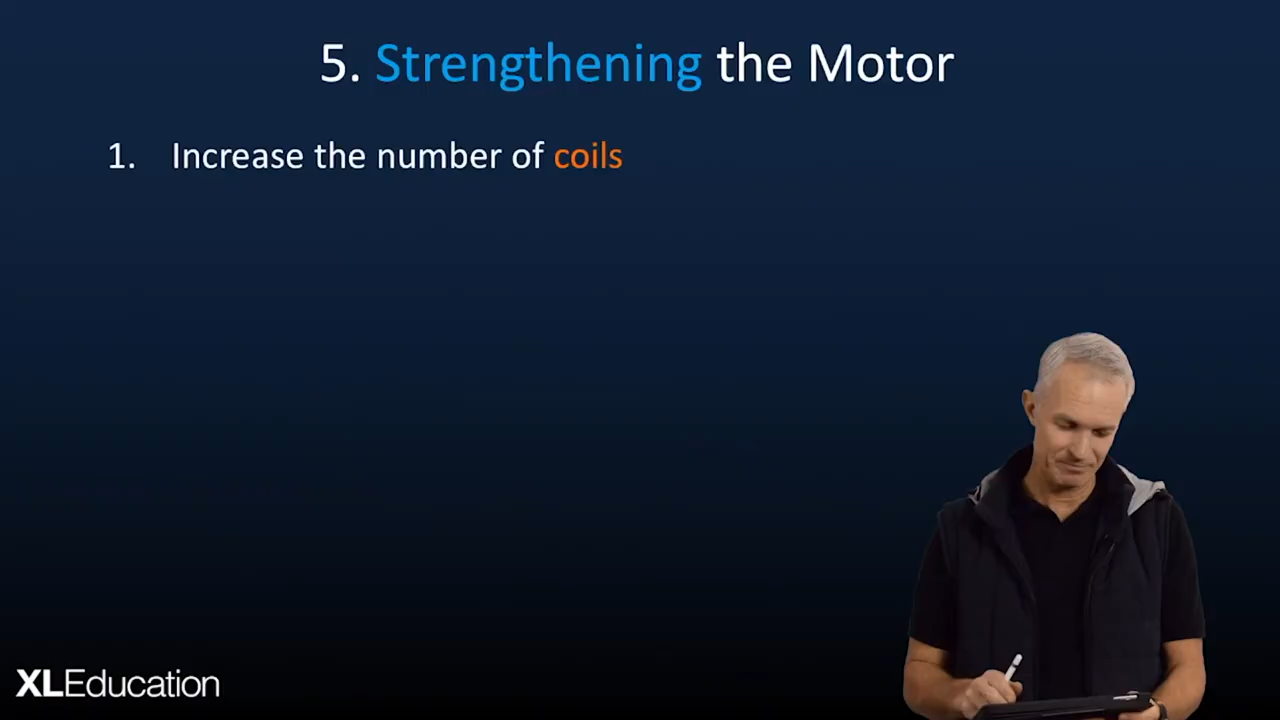 5. Strengthening the Motor
1. Increase the number of coils
XLEducation